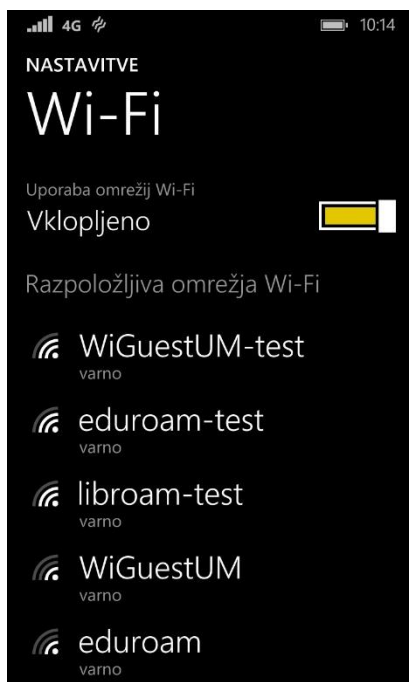 4G 10:14
NASTAVITVE
Wi-Fi
Uporaba omrežij Wi-Fi
Vklopljeno
Razpoložljiva omrežja Wi-Fi
WiGuestUM-test
varno
eduroam-test
varno
libroam-test
varno
WiGuestUM
varno
eduroam
varno